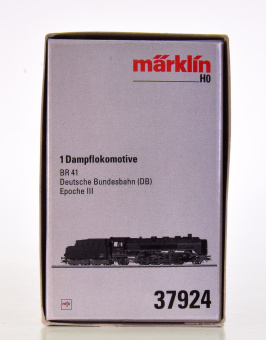 märklin
H0
1 Dampflokomotive
BR 41
Deutsche Bundesbahn (DB)
Epoche III
37924